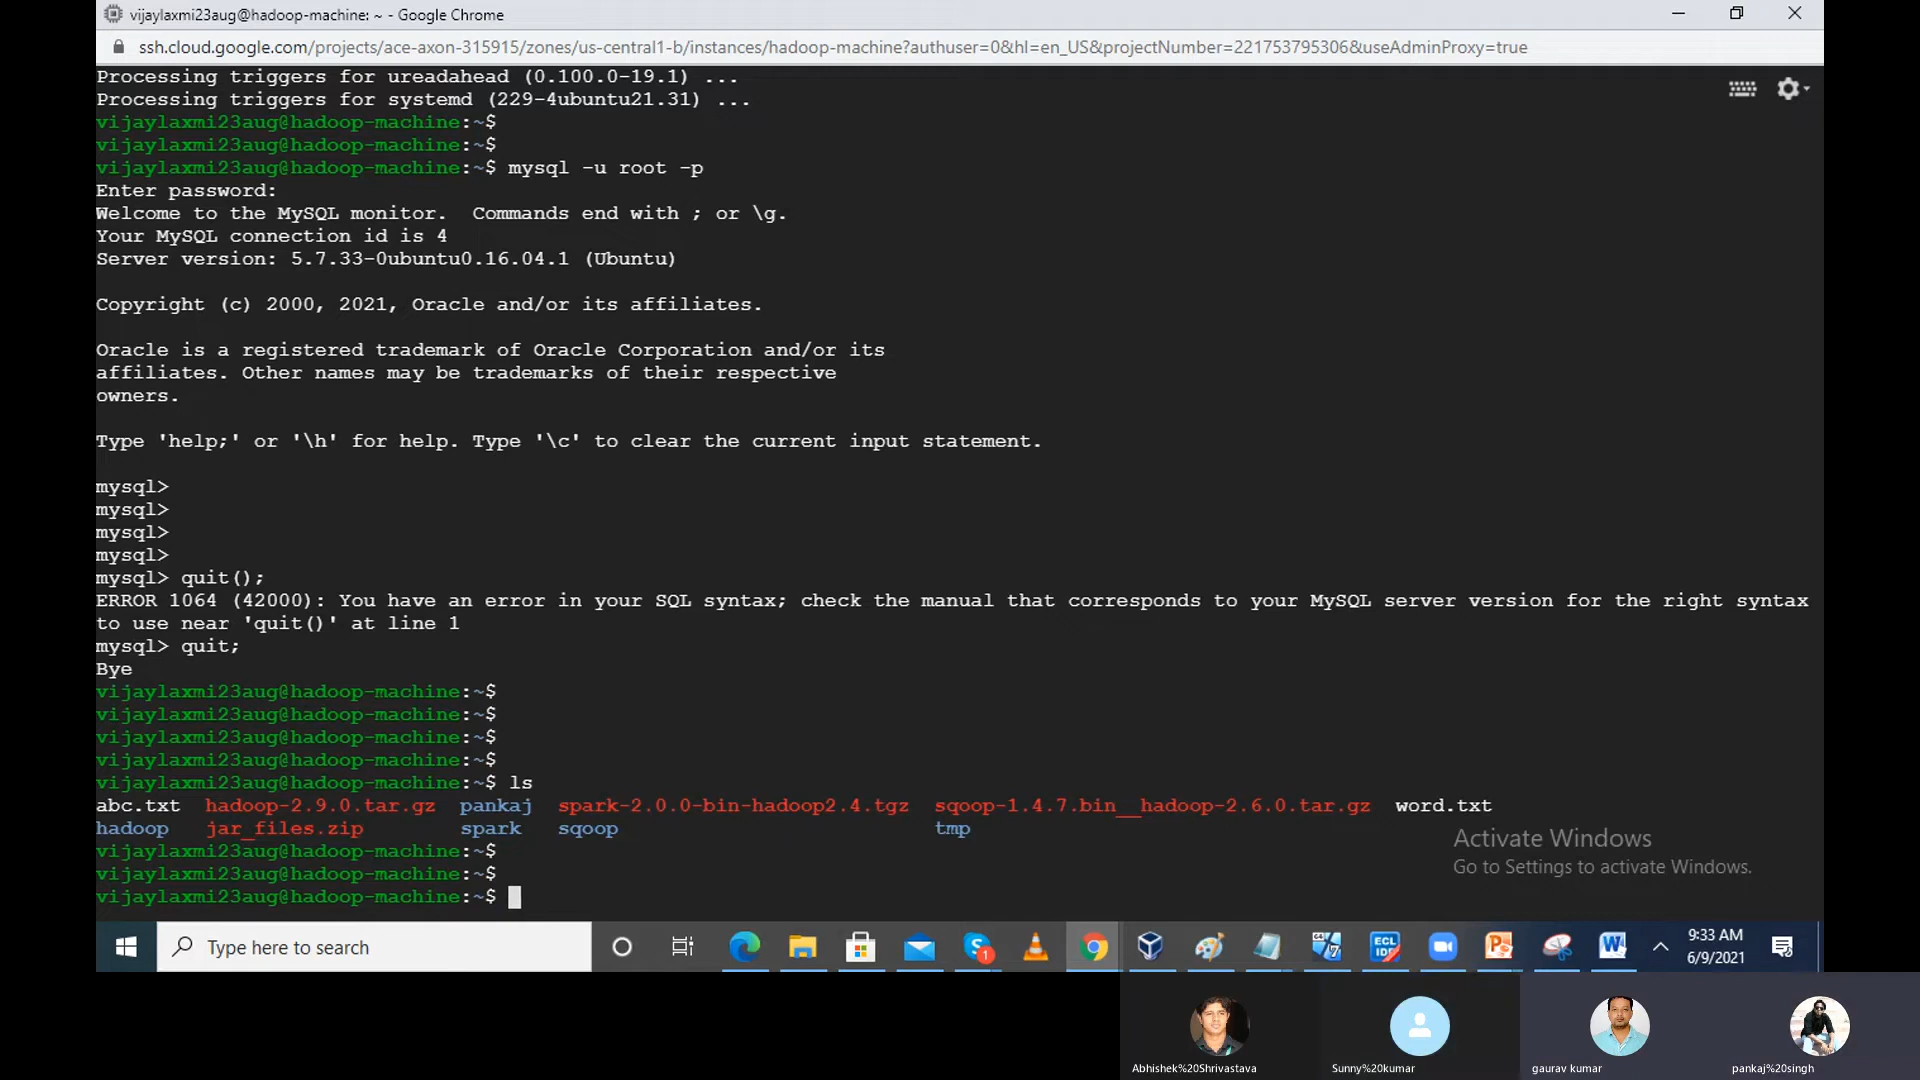 vijaylaxmi23aug@hadoop-machine: ~ - Google Chrome
ssh.cloud.google.com/projects/ace-axon-315915/zones/us-central1-b/instances/hadoop-machine?authuser=0&hl=en_US&projectNumber=221753795306&useAdminProxy=true
Processing triggers for ureadahead (0.100.0-19.1) ...
Processing triggers for systemd (229-4ubuntu21.31) ...
vijaylaxmi23aug@hadoop-machine:~$
vijaylaxmi23aug@hadoop-machine:~$
vijaylaxmi23aug@hadoop-machine:~$ mysql -u root -p
Enter password:
Welcome to the MySQL monitor.  Commands end with ; or \g.
Your MySQL connection id is 4
Server version: 5.7.33-0ubuntu0.16.04.1 (Ubuntu)
Copyright (c) 2000, 2021, Oracle and/or its affiliates.
Oracle is a registered trademark of Oracle Corporation and/or its
affiliates. Other names may be trademarks of their respective
owners.
Type 'help;' or '\h' for help. Type '\c' to clear the current input statement.
mysql>
mysql>
mysql>
mysql>
mysql> quit();
ERROR 1064 (42000): You have an error in your SQL syntax; check the manual that corresponds to your MySQL server version for the right syntax
to use near 'quit()' at line 1
mysql> quit;
Bye
vijaylaxmi23aug@hadoop-machine:~$
vijaylaxmi23aug@hadoop-machine:~$
vijaylaxmi23aug@hadoop-machine:~$
vijaylaxmi23aug@hadoop-machine:~$
vijaylaxmi23aug@hadoop-machine:~$ ls
abc.txt  hadoop-2.9.0.tar.gz  pankaj  spark-2.0.0-bin-hadoop2.4.tgz  sqoop-1.4.7.bin__hadoop-2.6.0.tar.gz  word.txt
hadoop   jar_files.zip        spark   sqoop                          tmp
vijaylaxmi23aug@hadoop-machine:~$
vijaylaxmi23aug@hadoop-machine:~$
vijaylaxmi23aug@hadoop-machine:~$
Activate Windows
Go to Settings to activate Windows.
Type here to search
1
64
7
ECL
IDE
9:33 AM
6/9/2021
Abhishek%20Shrivastava
Sunny%20kumar
gaurav kumar
pankaj%20singh